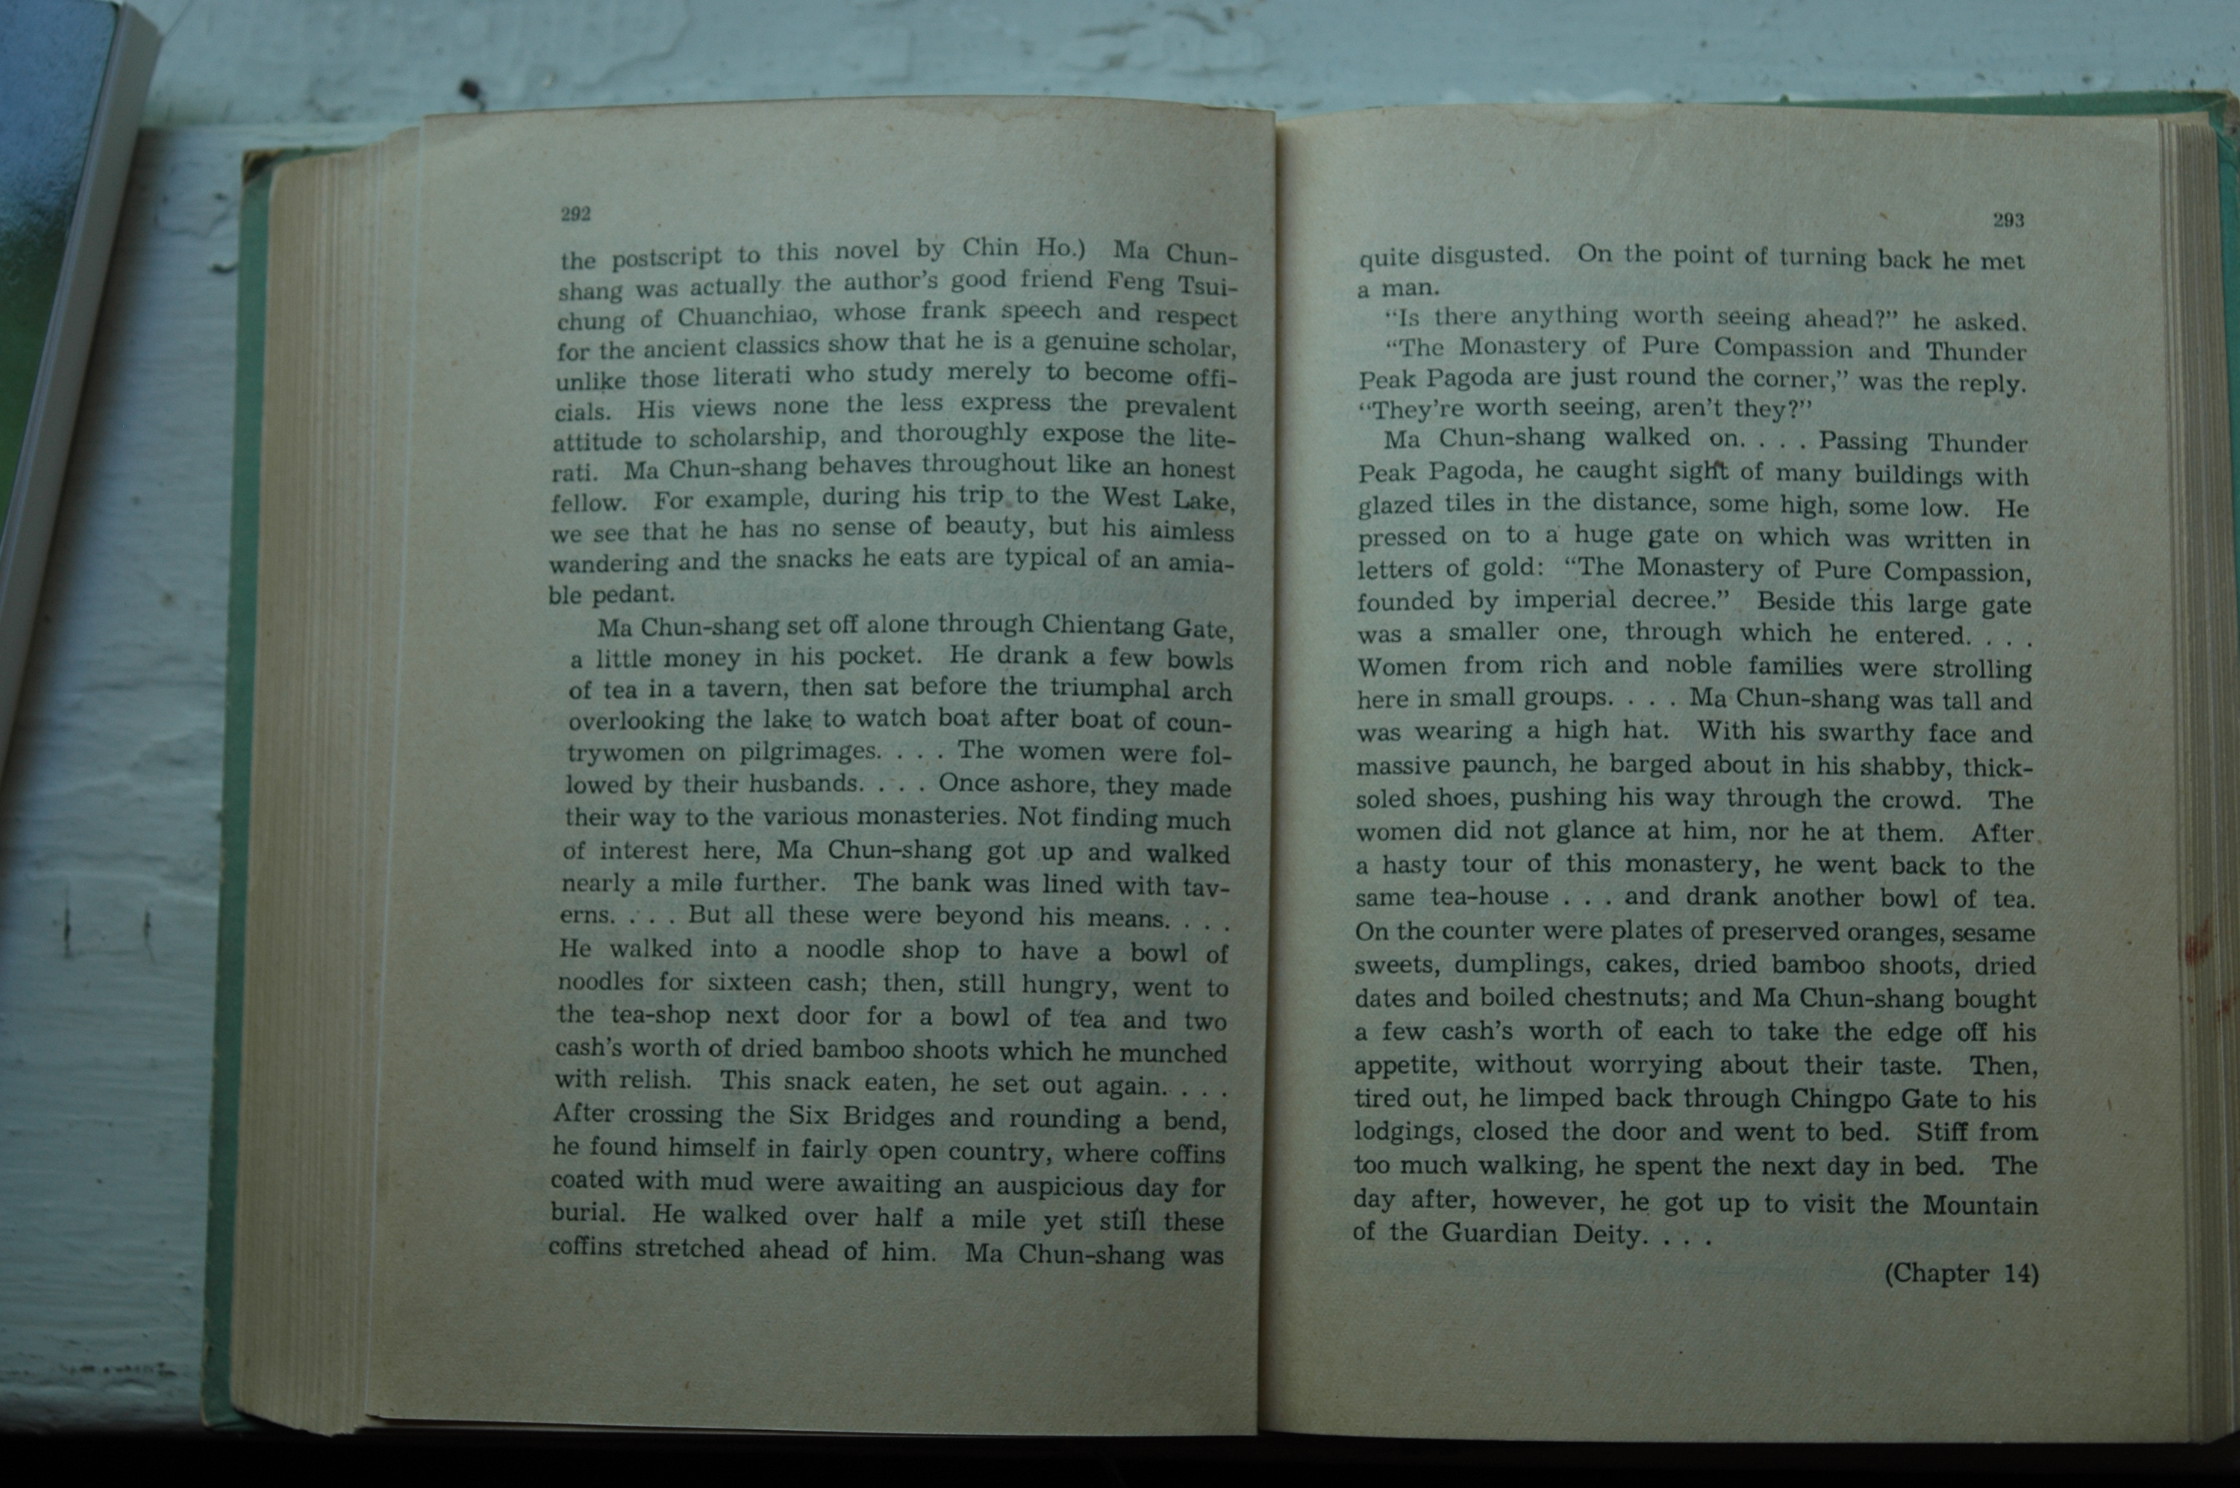 292
the postscript to this novel by Chin Ho.) Ma Chun-
shang was actually the author's good friend Feng Tsui-
chung of Chuanchiao, whose frank speech and respect
for the ancient classics show that he is a genuine scholar,
unlike those literati who study merely to become offi-
cials. His views none the less express the prevalent
attitude to scholarship, and thoroughly expose the lite-
rati. Ma Chun-shang behaves throughout like an honest
fellow. For example, during his trip to the West Lake,
we see that he has no sense of beauty, but his aimless
wandering and the snacks he eats are typical of an amia-
ble pedant.
Ma Chun-shang set off alone through Chientang Gate,
a little money in his pocket. He drank a few bowls
of tea in a tavern, then sat before the triumphal arch
overlooking the lake to watch boat after boat of coun-
trywomen on pilgrimages. . . . The women were fol-
lowed by their husbands. . . . Once ashore, they made
their way to the various monasteries. Not finding much
of interest here, Ma Chun-shang got up and walked
nearly a mile further. The bank was lined with tav-
erns. . . . But all these were beyond his means. . . .
He walked into a noodle shop to have a bowl of
noodles for sixteen cash; then, still hungry, went to
the tea-shop next door for a bowl of tea and two
cash's worth of dried bamboo shoots which he munched
with relish. This snack eaten, he set out again. . . .
After crossing the Six Bridges and rounding a bend,
he found himself in fairly open country, where coffins
coated with mud were awaiting an auspicious day for
burial. He walked over half a mile yet still these
coffins stretched ahead of him. Ma Chun-shang was
293
quite disgusted. On the point of turning back he met
a man.
"Is there anything worth seeing ahead?" he asked.
"The Monastery of Pure Compassion and Thunder
Peak Pagoda are just round the corner," was the reply.
"They're worth seeing, aren't they?"
Ma Chun-shang walked on. . . . Passing Thunder
Peak Pagoda, he caught sight of many buildings with
glazed tiles in the distance, some high, some low. He
pressed on to a huge gate on which was written in
letters of gold: "The Monastery of Pure Compassion,
founded by imperial decree." Beside this large gate
was a smaller one, through which he entered. . . .
Women from rich and noble families were strolling
here in small groups. . . . Ma Chun-shang was tall and
was wearing a high hat. With his swarthy face and
massive paunch, he barged about in his shabby, thick-
soled shoes, pushing his way through the crowd. The
women did not glance at him, nor he at them. After
a hasty tour of this monastery, he went back to the
same tea-house . . . and drank another bowl of tea.
On the counter were plates of preserved oranges, sesame
sweets, dumplings, cakes, dried bamboo shoots, dried
dates and boiled chestnuts; and Ma Chun-shang bought
a few cash's worth of each to take the edge off his
appetite, without worrying about their taste. Then,
tired out, he limped back through Chingpo Gate to his
lodgings, closed the door and went to bed. Stiff from
too much walking, he spent the next day in bed. The
day after, however, he got up to visit the Mountain
of the Guardian Deity. . . .
(Chapter 14)